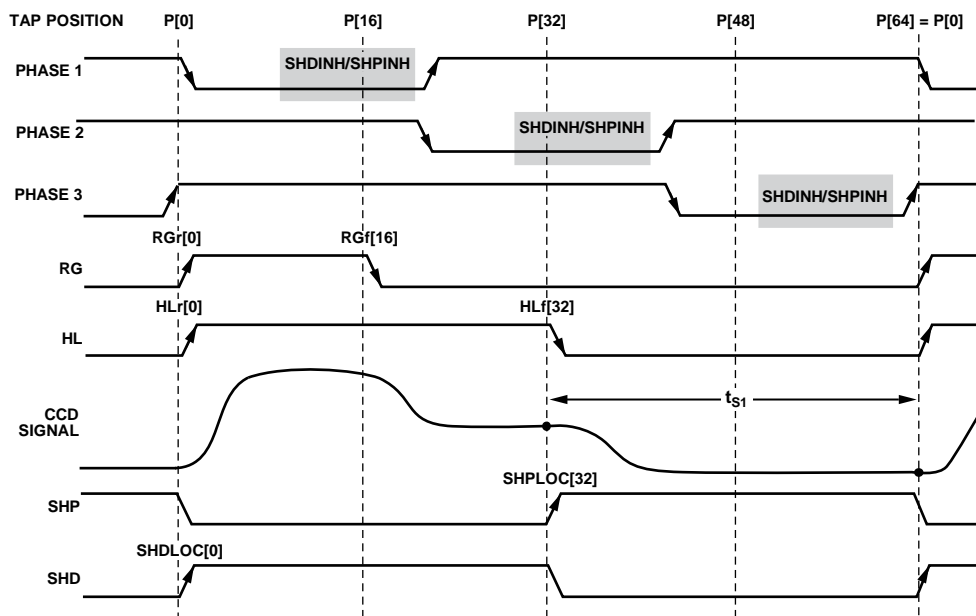 TAP POSITION P[0] P[16] P[32] P[48] P[64] = P[0]
PHASE 1
SHDINH/SHPINH
PHASE 2
SHDINH/SHPINH
PHASE 3
SHDINH/SHPINH
RGr[0] RGf[16]
RG
HLr[0] HLf[32]
HL
tS1
CCD
SIGNAL
SHPLOC[32]
SHP
SHDLOC[0]
SHD